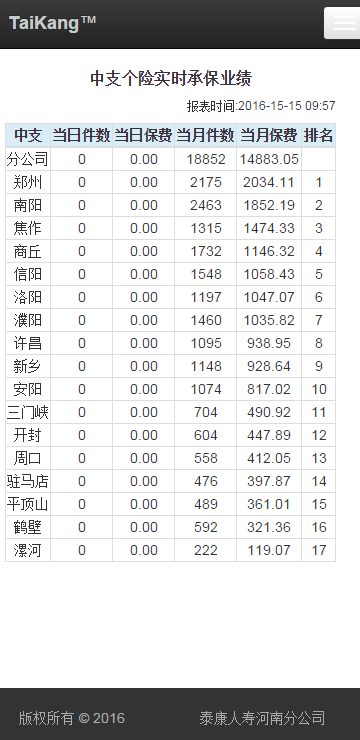 TaiKang™
中支个险实时承保业绩
报表时间:2016-15-15 09:57
中支 当日件数 当日保费 当月件数 当月保费 排名
分公司 0 0.00 18852 14883.05
郑州 0 0.00 2175 2034.11 1
南阳 0 0.00 2463 1852.19 2
焦作 0 0.00 1315 1474.33 3
商丘 0 0.00 1732 1146.32 4
信阳 0 0.00 1548 1058.43 5
洛阳 0 0.00 1197 1047.07 6
濮阳 0 0.00 1460 1035.82 7
许昌 0 0.00 1095 938.95 8
新乡 0 0.00 1148 928.64 9
安阳 0 0.00 1074 817.02 10
三门峡 0 0.00 704 490.92 11
开封 0 0.00 604 447.89 12
周口 0 0.00 558 412.05 13
驻马店 0 0.00 476 397.87 14
平顶山 0 0.00 489 361.01 15
鹤壁 0 0.00 592 321.36 16
漯河 0 0.00 222 119.07 17
版权所有 © 2016 泰康人寿河南分公司